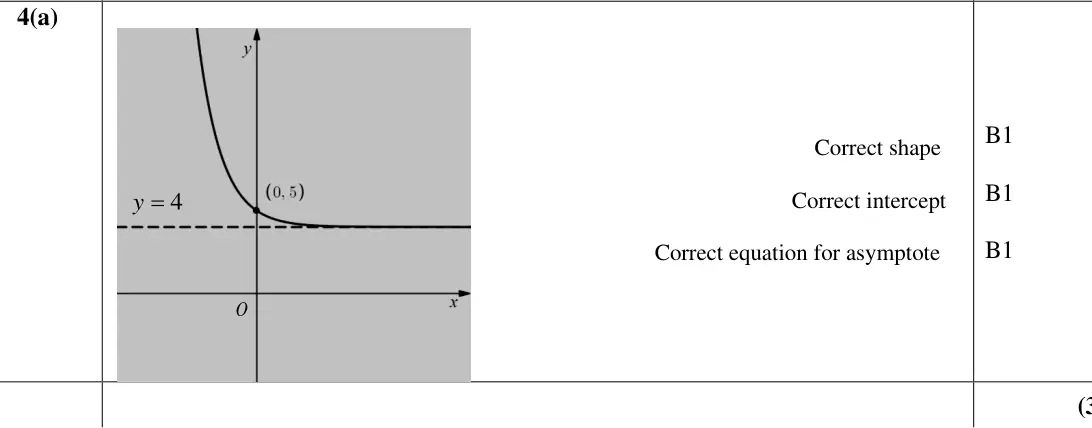 4(a)
y
(0, 5)
y = 4
O
x
Correct shape
B1
Correct intercept
B1
Correct equation for asymptote
B1
(3